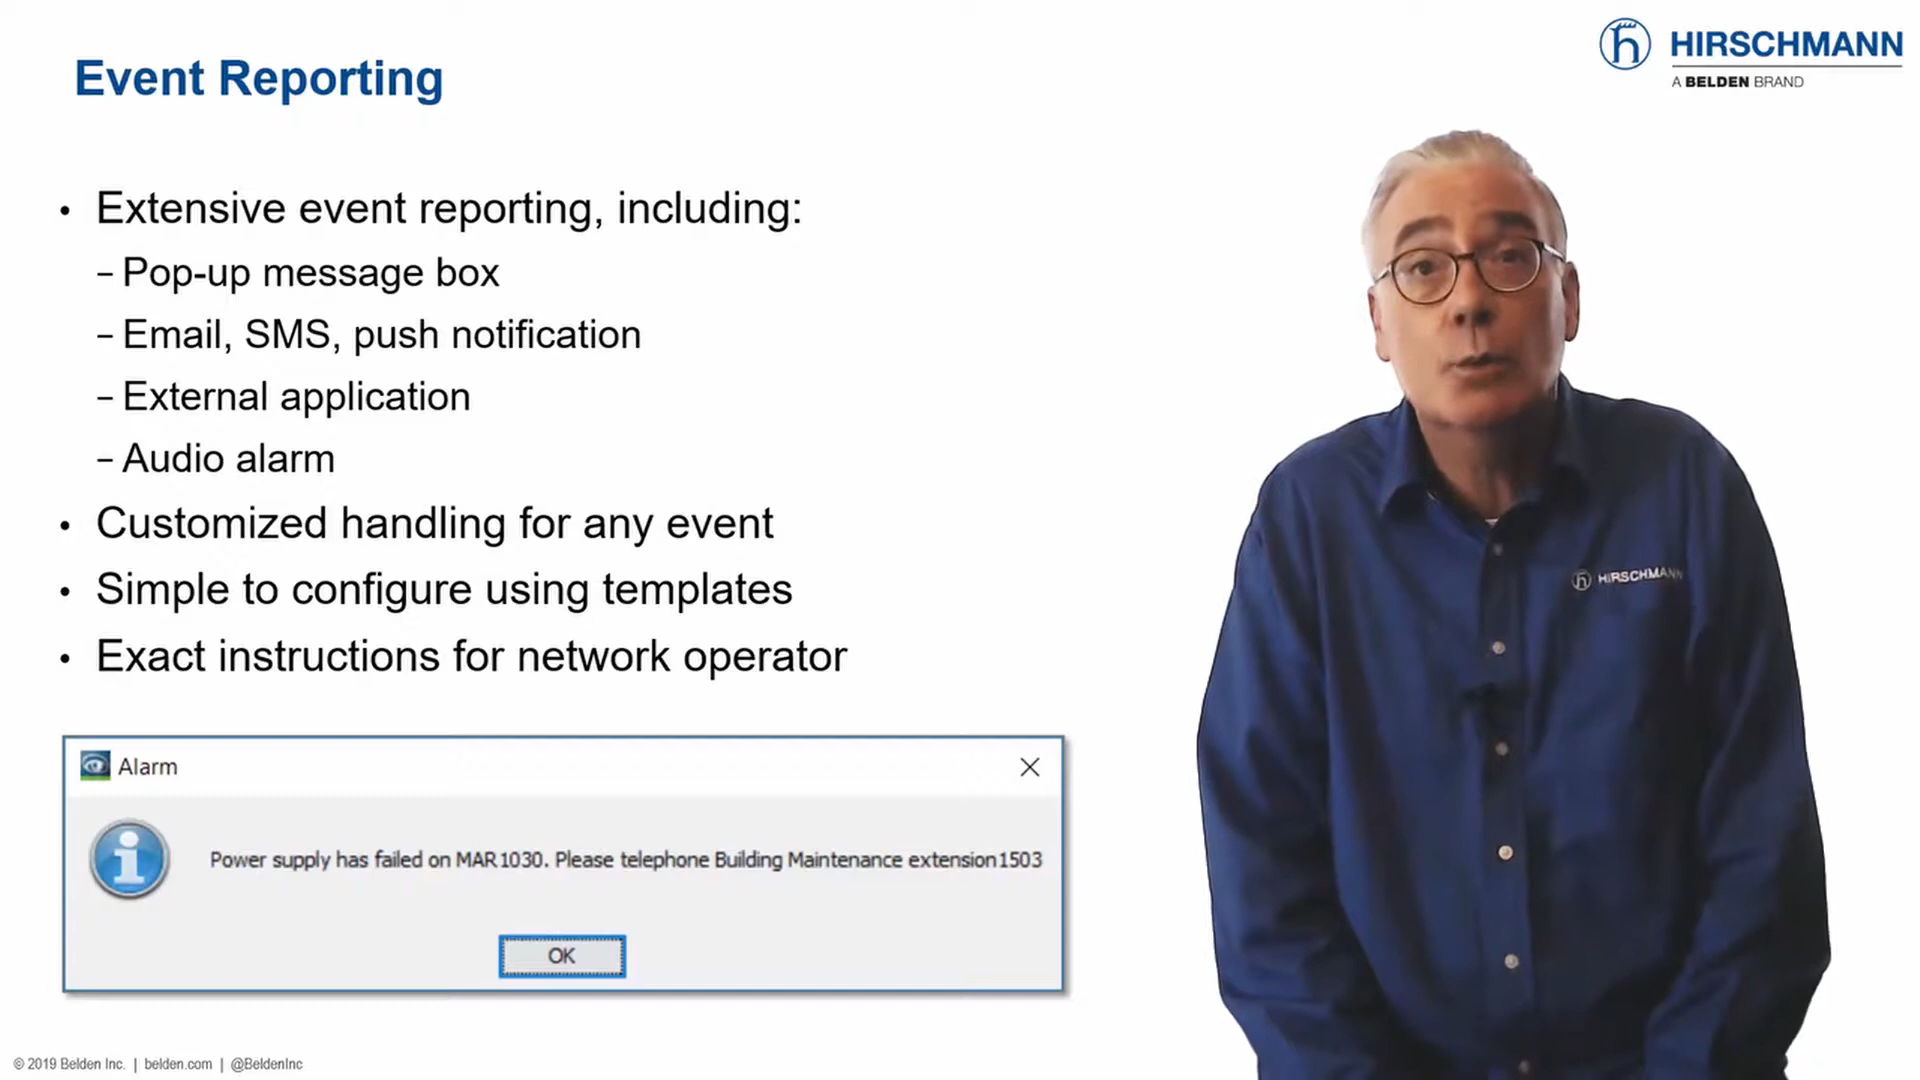 Event Reporting
HIRSCHMANN
A BELDEN BRAND
• Extensive event reporting, including:
– Pop-up message box
– Email, SMS, push notification
– External application
– Audio alarm
• Customized handling for any event
• Simple to configure using templates
• Exact instructions for network operator
HIRSCHMANN
Alarm
Power supply has failed on MAR1030. Please telephone Building Maintenance extension1503
OK
© 2019 Belden Inc. | belden.com | @BeldenInc